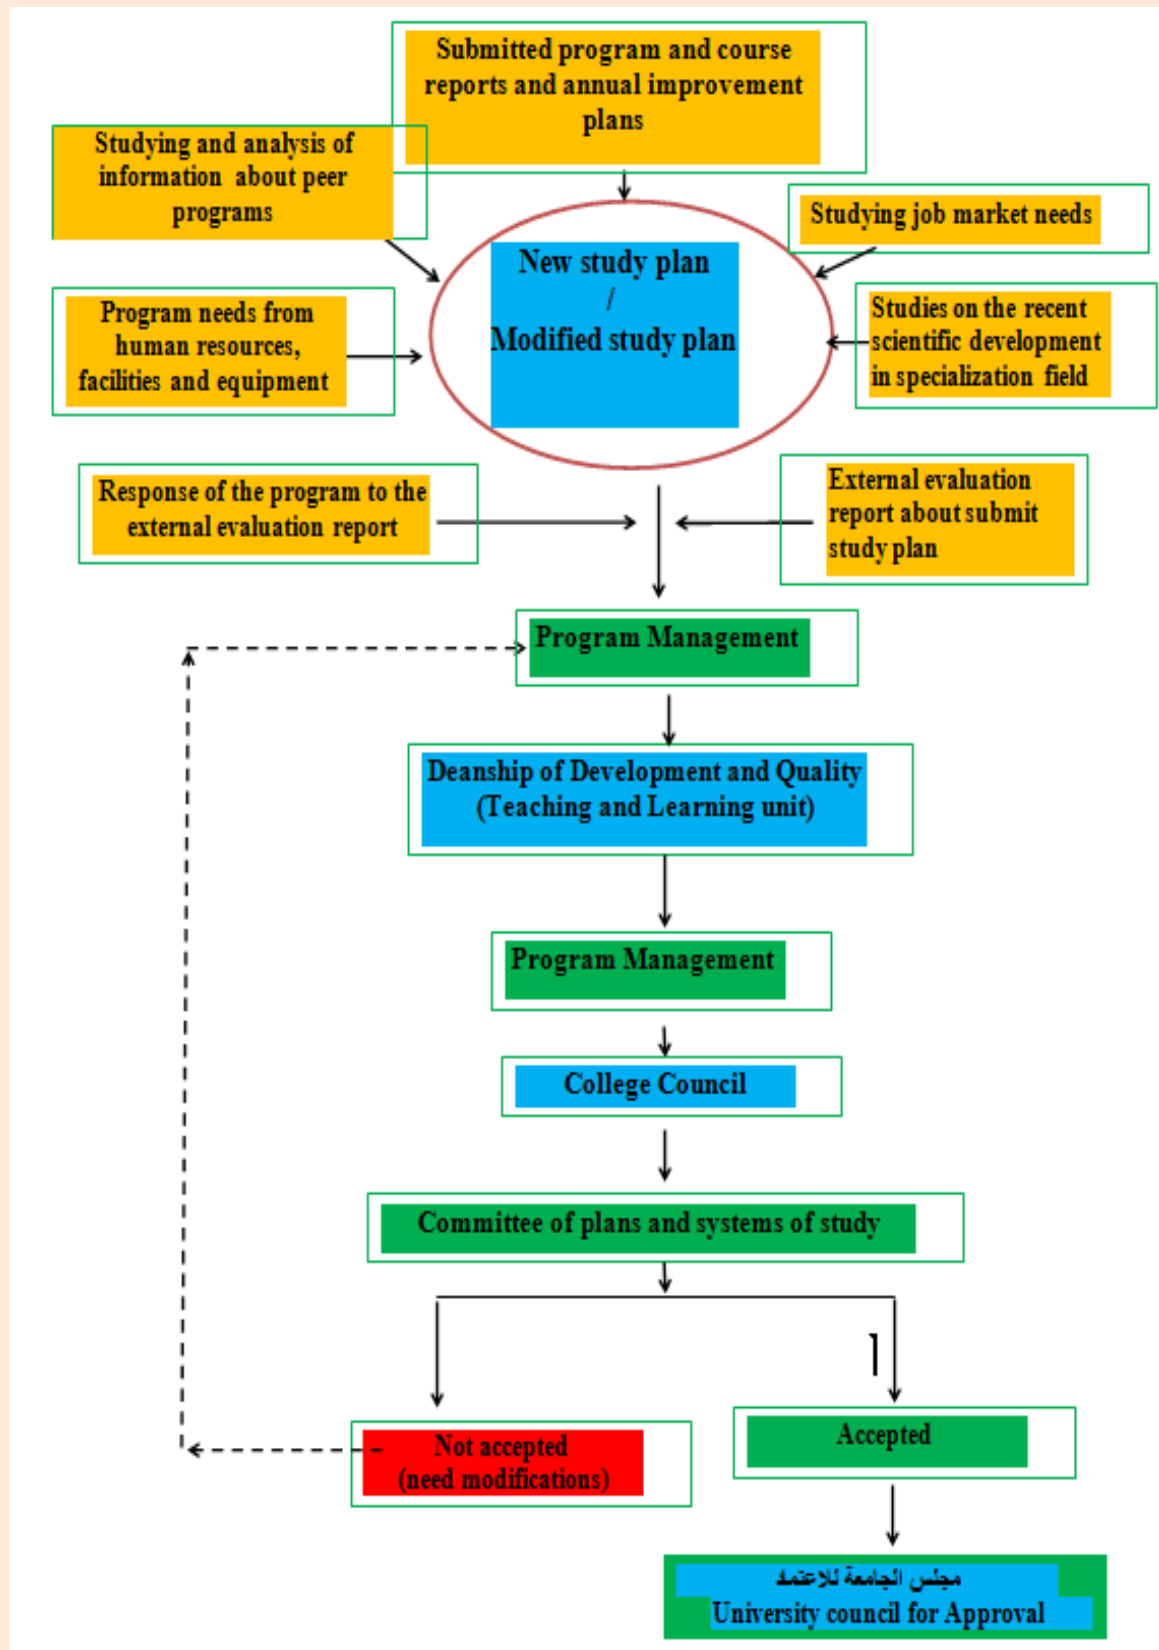 Submitted program and course
reports and annual improvement
plans
Studying and analysis of
information about peer
programs
Studying job market needs
New study plan
/
Modified study plan
Program needs from
human resources,
facilities and equipment
Studies on the recent
scientific development
in specialization field
Response of the program to the
external evaluation report
External evaluation
report about submit
study plan
Program Management
Deanship of Development and Quality
(Teaching and Learning unit)
Program Management
College Council
Committee of plans and systems of study
Not accepted
(need modifications)
Accepted
مجلس الجامعة للاعتماد
University council for Approval